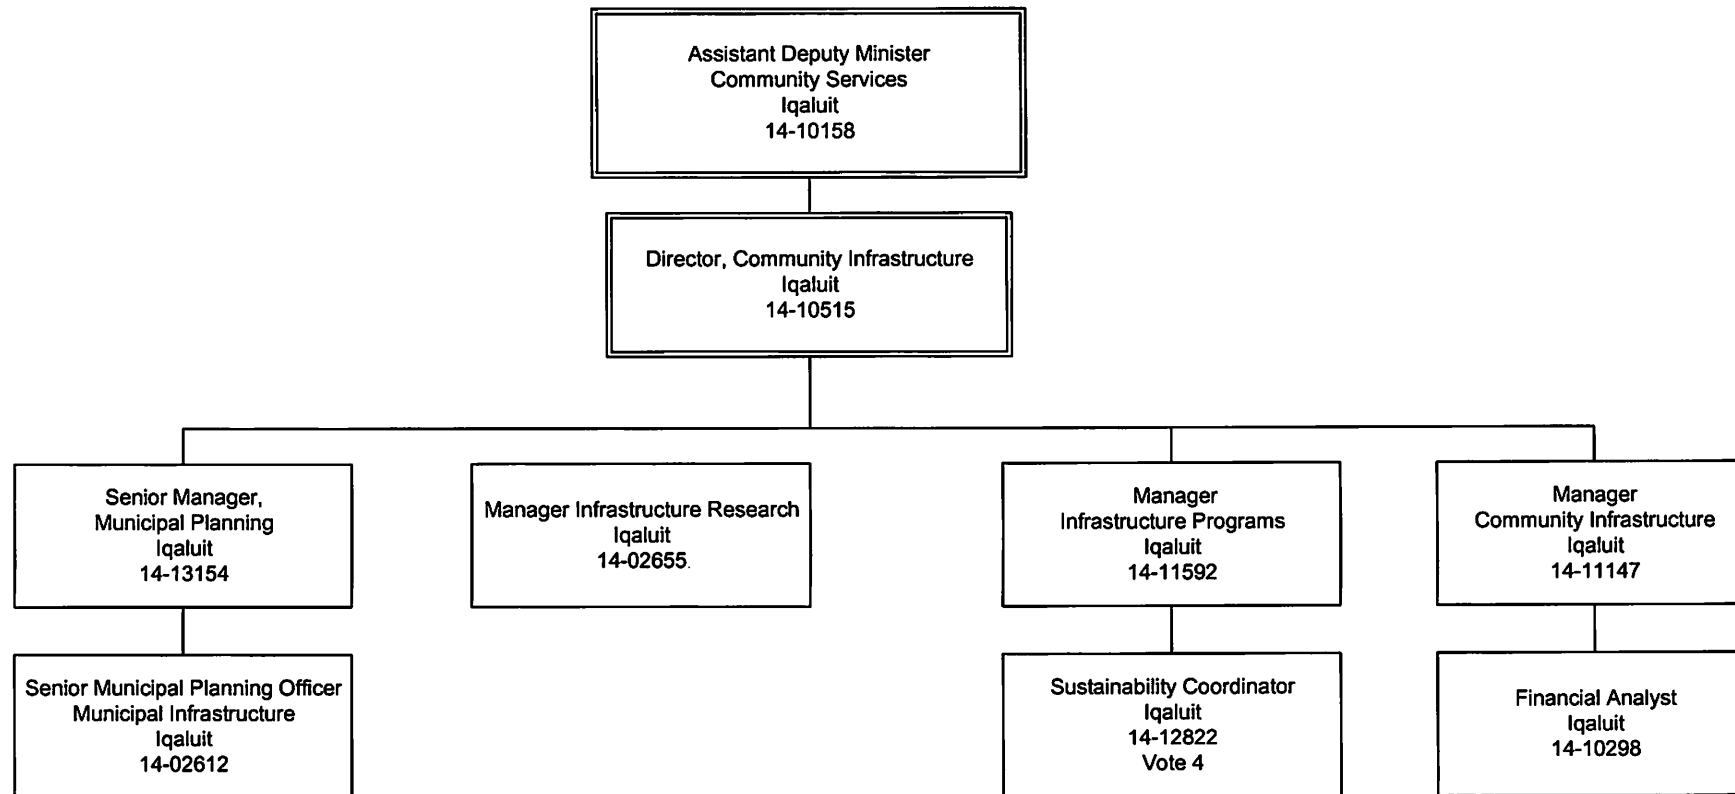 Assistant Deputy Minister
Community Services
Iqaluit
14-10158
Director, Community Infrastructure
Iqaluit
14-10515
Senior Manager,
Municipal Planning
Iqaluit
14-13154
Manager Infrastructure Research
Iqaluit
14-02655
Manager
Infrastructure Programs
Iqaluit
14-11592
Manager
Community Infrastructure
Iqaluit
14-11147
Senior Municipal Planning Officer
Municipal Infrastructure
Iqaluit
14-02612
Sustainability Coordinator
Iqaluit
14-12822
Vote 4
Financial Analyst
Iqaluit
14-10298